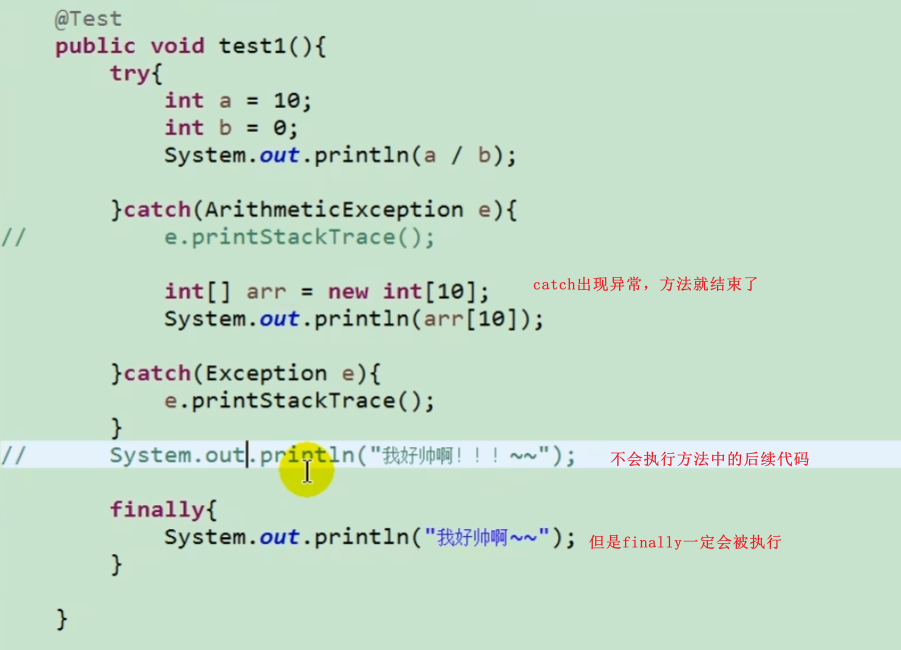 @Test
public void test1(){
try{
int a = 10;
int b = 0;
System.out.println(a / b);
}catch(ArithmeticException e){
// e.printStackTrace();
int[] arr = new int[10]; catch出现异常，方法就结束了
System.out.println(arr[10]);
}catch(Exception e){
e.printStackTrace();
}
// System.out.println("我好帅啊！！！~~"); 不会执行方法中的后续代码
finally{
System.out.println("我好帅啊~~"); 但是finally一定会被执行
}
}